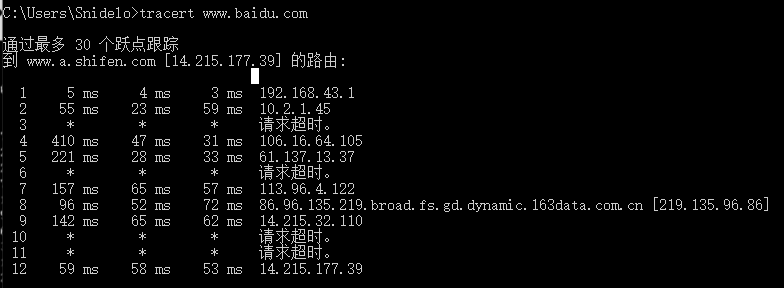 C:\Users\Snidelo>tracert www.baidu.com
通过最多 30 个跃点跟踪
到 www.a.shifen.com [14.215.177.39] 的路由:
1 5 ms 4 ms 3 ms 192.168.43.1
2 55 ms 23 ms 59 ms 10.2.1.45
3 * * * 请求超时。
4 410 ms 47 ms 31 ms 106.16.64.105
5 221 ms 28 ms 33 ms 61.137.13.37
6 * * * 请求超时。
7 157 ms 65 ms 57 ms 113.96.4.122
8 96 ms 52 ms 72 ms 86.96.135.219.broad.fs.gd.dynamic.163data.com.cn [219.135.96.86]
9 142 ms 65 ms 62 ms 14.215.32.110
10 * * * 请求超时。
11 * * * 请求超时。
12 59 ms 58 ms 53 ms 14.215.177.39